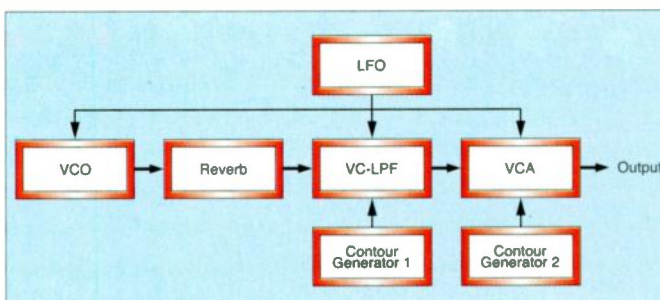 LFO
VCO
Reverb
VC-LPF
VCA
Output
Contour
Generator 1
Contour
Generator 2